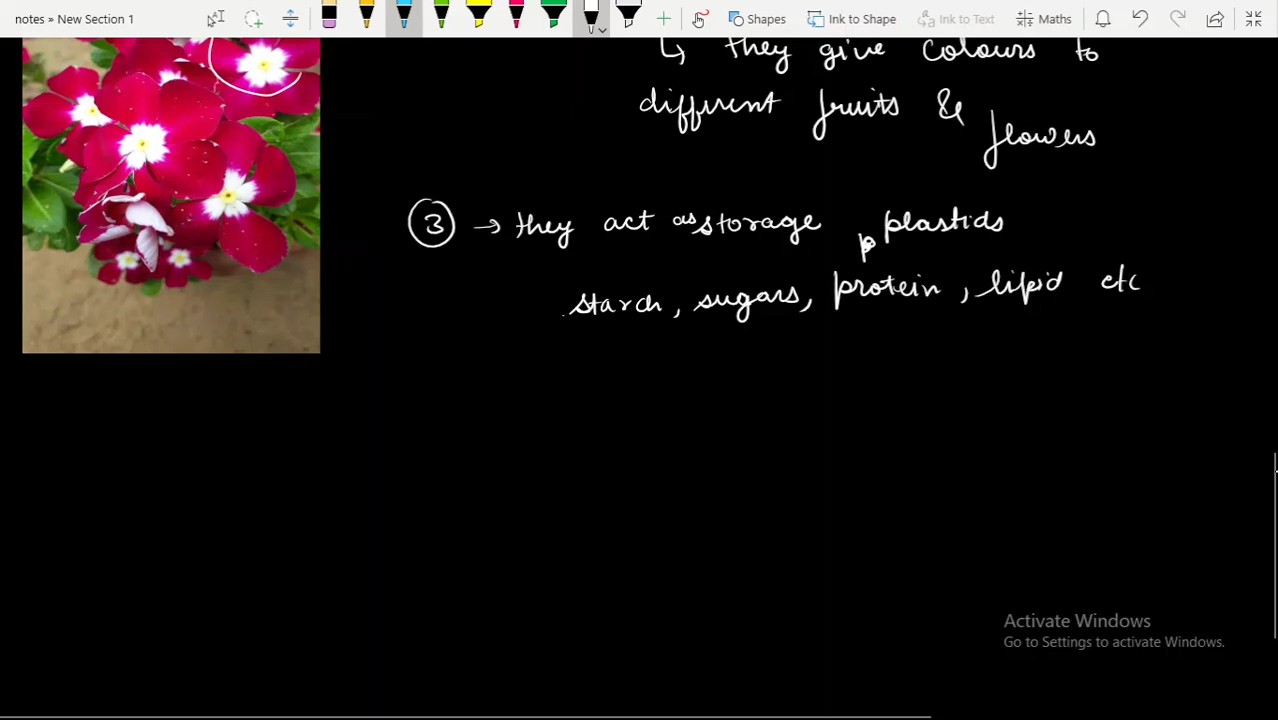 notes » New Section 1
Shapes
Ink to Shape
Ink to Text
Maths
↳ they give colours to
different fruits &
flowers
③ → they act as storage plastids
starch, sugars, protein, lipid etc
Activate Windows
Go to Settings to activate Windows.